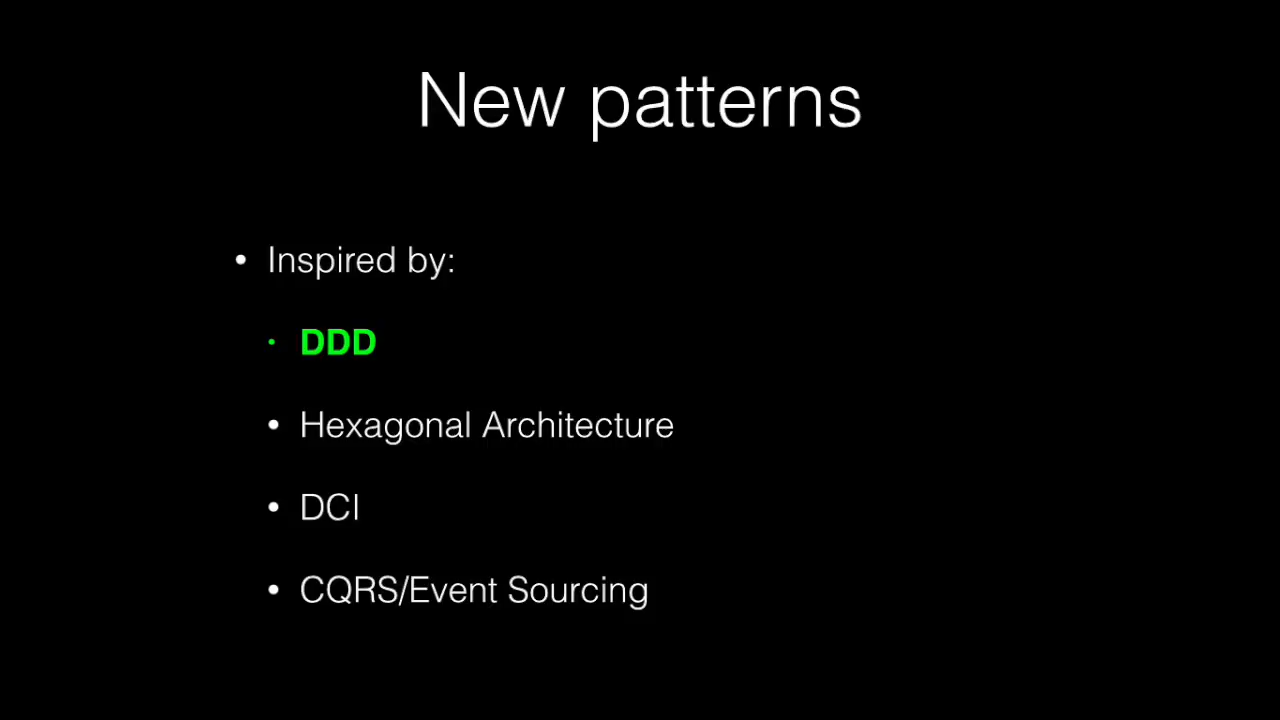 New patterns
• Inspired by:
• DDD
• Hexagonal Architecture
• DCI
• CQRS/Event Sourcing